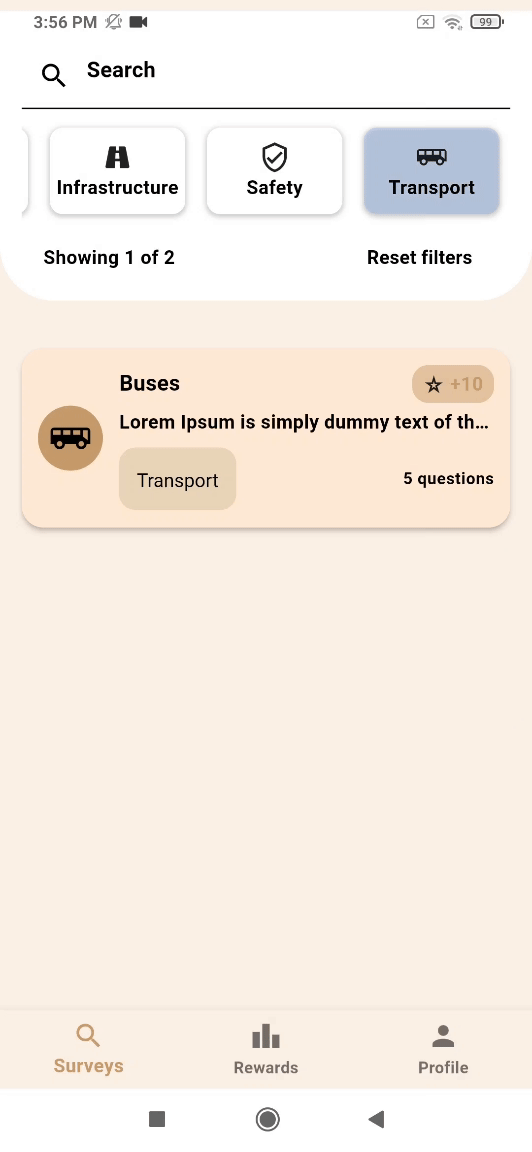 3:56 PM 99
Search
Infrastructure Safety Transport
Showing 1 of 2 Reset filters
Buses +10
Lorem Ipsum is simply dummy text of th...
Transport 5 questions
Surveys Rewards Profile